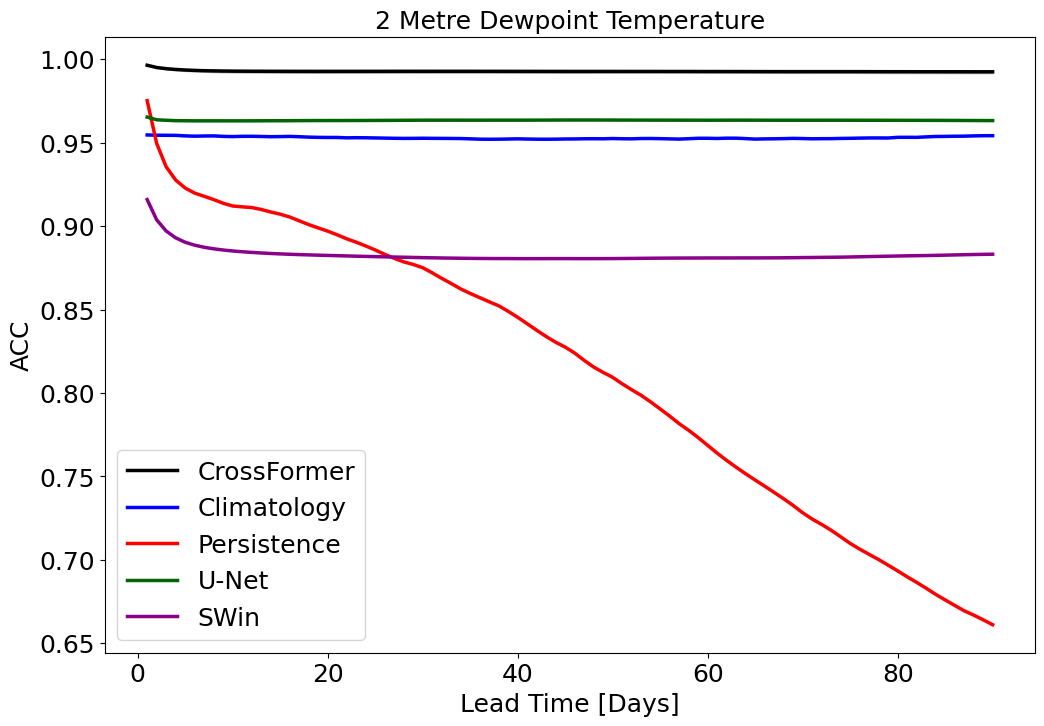 2 Metre Dewpoint Temperature
1.00
0.95
0.90
0.85
0.80
0.75
0.70
0.65
ACC
CrossFormer
Climatology
Persistence
U-Net
SWin
0 20 40 60 80
Lead Time [Days]